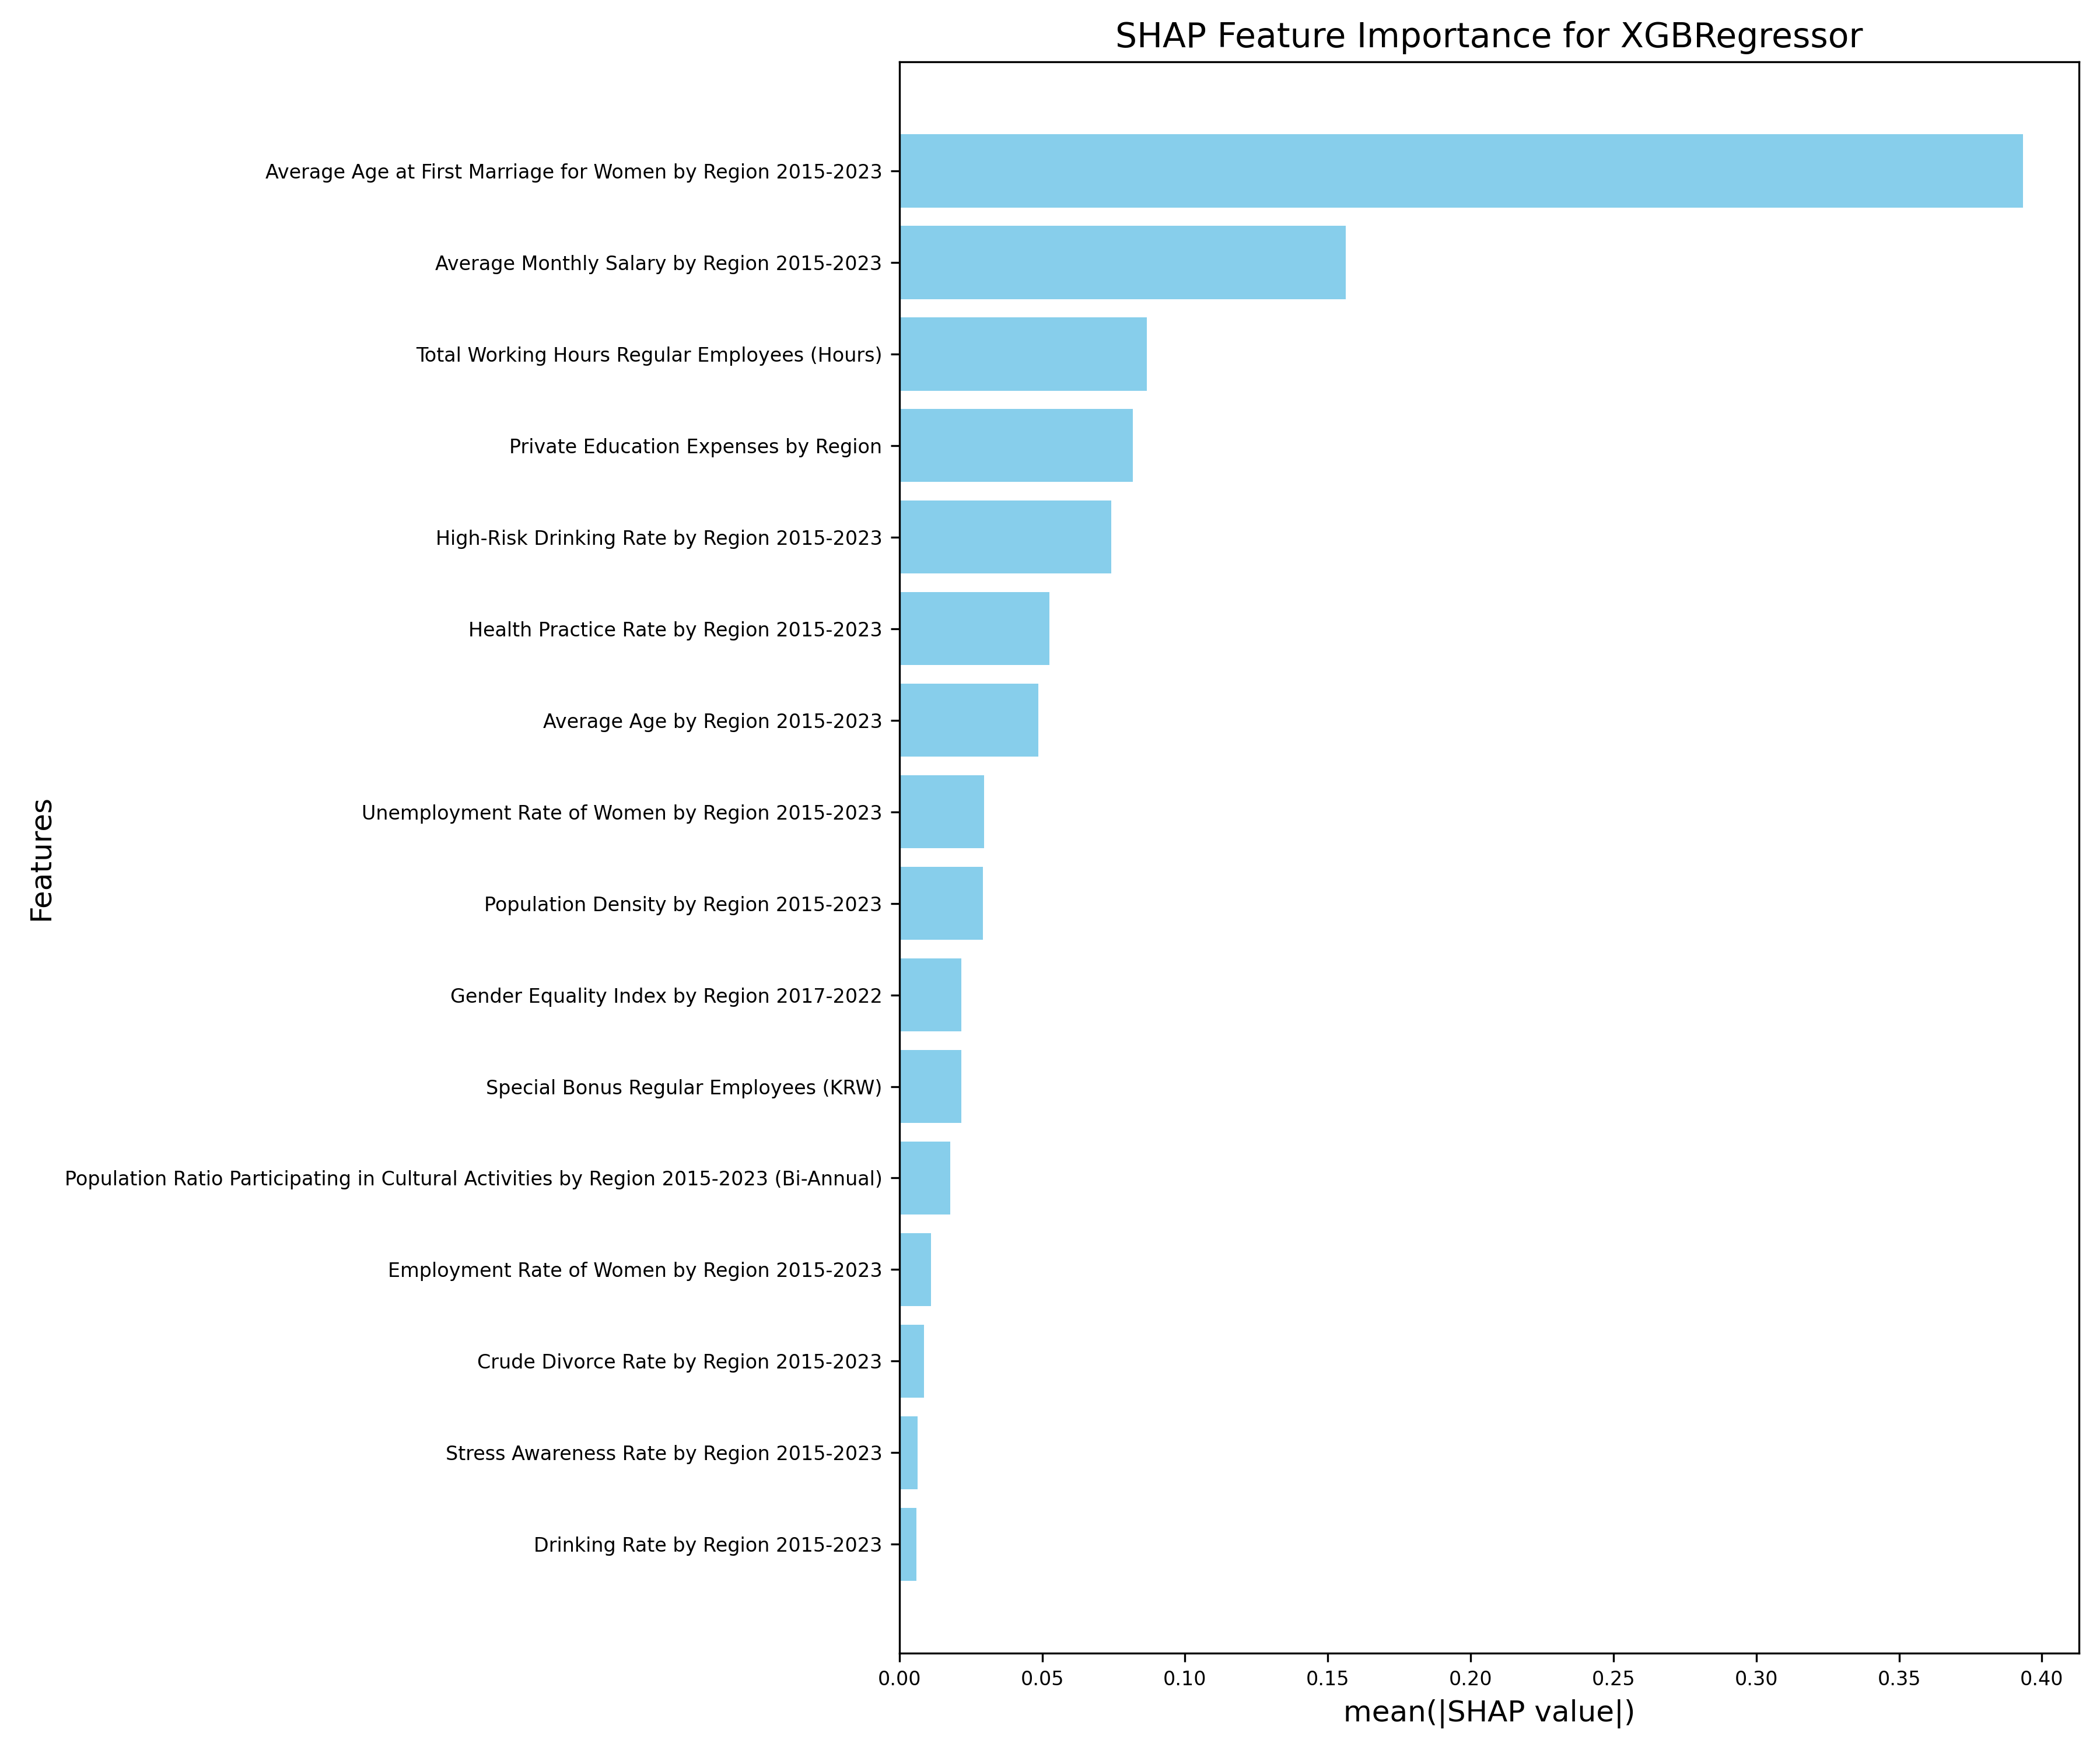 SHAP Feature Importance for XGBRegressor
Features
Average Age at First Marriage for Women by Region 2015-2023
Average Monthly Salary by Region 2015-2023
Total Working Hours Regular Employees (Hours)
Private Education Expenses by Region
High-Risk Drinking Rate by Region 2015-2023
Health Practice Rate by Region 2015-2023
Average Age by Region 2015-2023
Unemployment Rate of Women by Region 2015-2023
Population Density by Region 2015-2023
Gender Equality Index by Region 2017-2022
Special Bonus Regular Employees (KRW)
Population Ratio Participating in Cultural Activities by Region 2015-2023 (Bi-Annual)
Employment Rate of Women by Region 2015-2023
Crude Divorce Rate by Region 2015-2023
Stress Awareness Rate by Region 2015-2023
Drinking Rate by Region 2015-2023
0.00 0.05 0.10 0.15 0.20 0.25 0.30 0.35 0.40
mean(|SHAP value|)